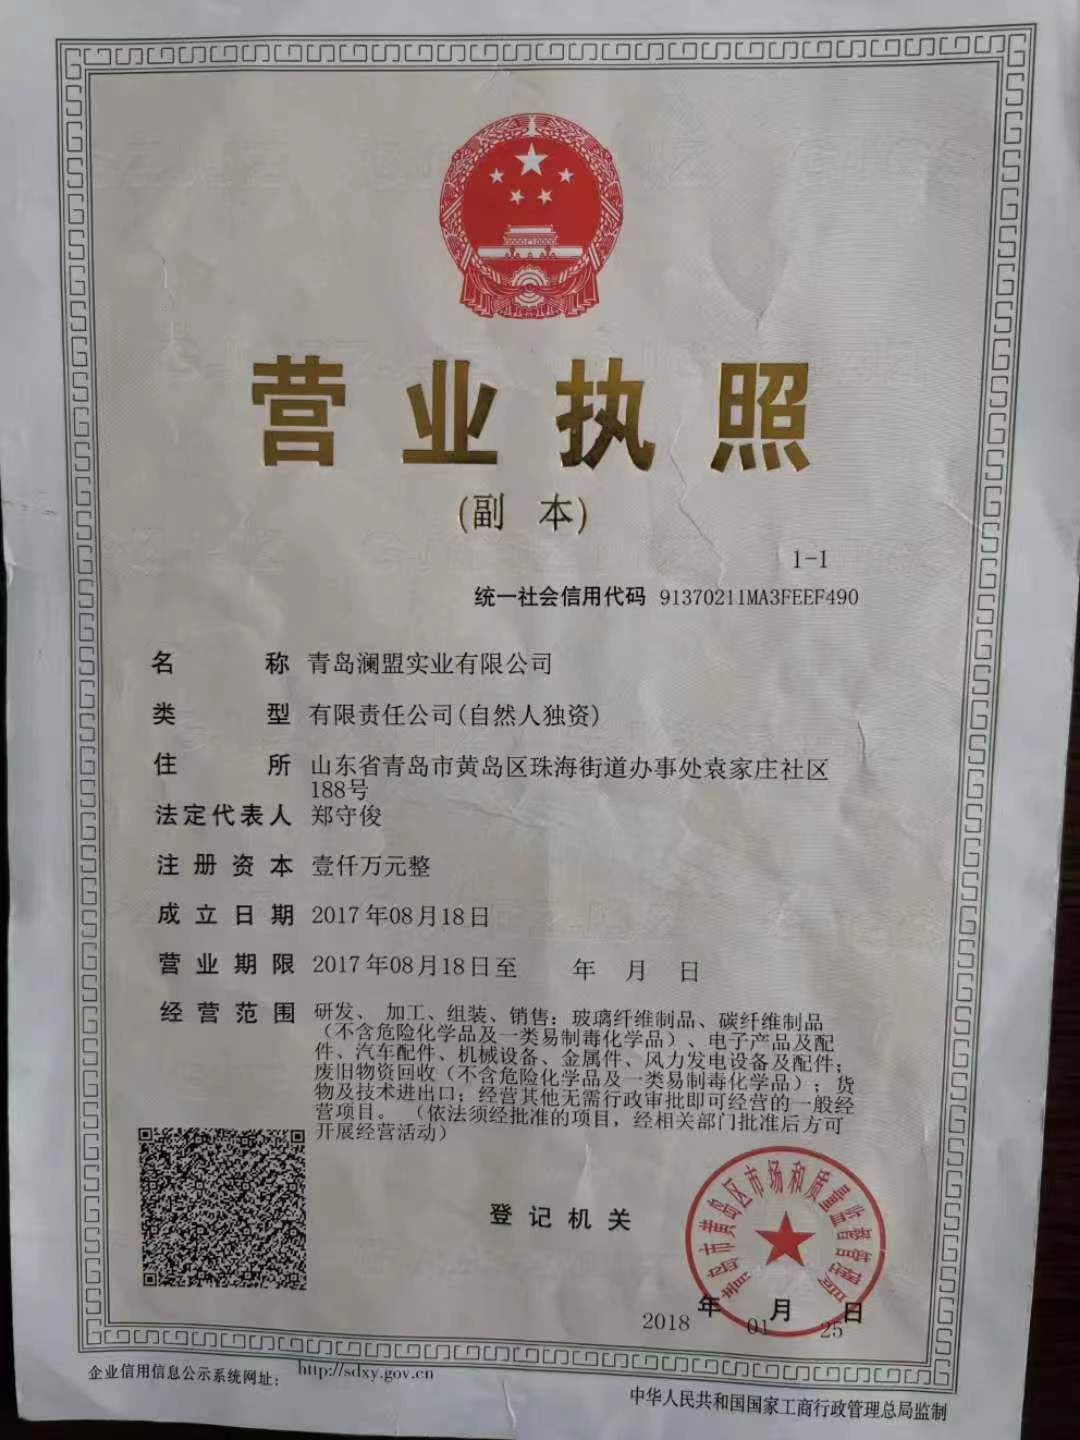 营业执照
(副 本)
1-1
统一社会信用代码 91370211MA3FEEF490
名 称 青岛澜盟实业有限公司
类 型 有限责任公司(自然人独资)
住 所 山东省青岛市黄岛区珠海街道办事处袁家庄社区
188号
法定代表人 郑守俊
注册资本 壹仟万元整
成立日期 2017年08月18日
营业期限 2017年08月18日至 年 月 日
经营范围 研发、 加工、组装、销售：玻璃纤维制品、碳纤维制品
（不含危险化学品及一类易制毒化学品）、电子产品及配
件、汽车配件、机械设备、金属件、风力发电设备及配件；
废旧物资回收（不含危险化学品及一类易制毒化学品）；货
物及技术进出口；经营其他无需行政审批即可经营的一般经
营项目。 （依法须经批准的项目，经相关部门批准后方可
开展经营活动）
登记机关
青岛市黄岛区市场和质量监督管理局
2018 年 01 月 25 日
企业信用信息公示系统网址： http://sdxy.gov.cn
中华人民共和国国家工商行政管理总局监制